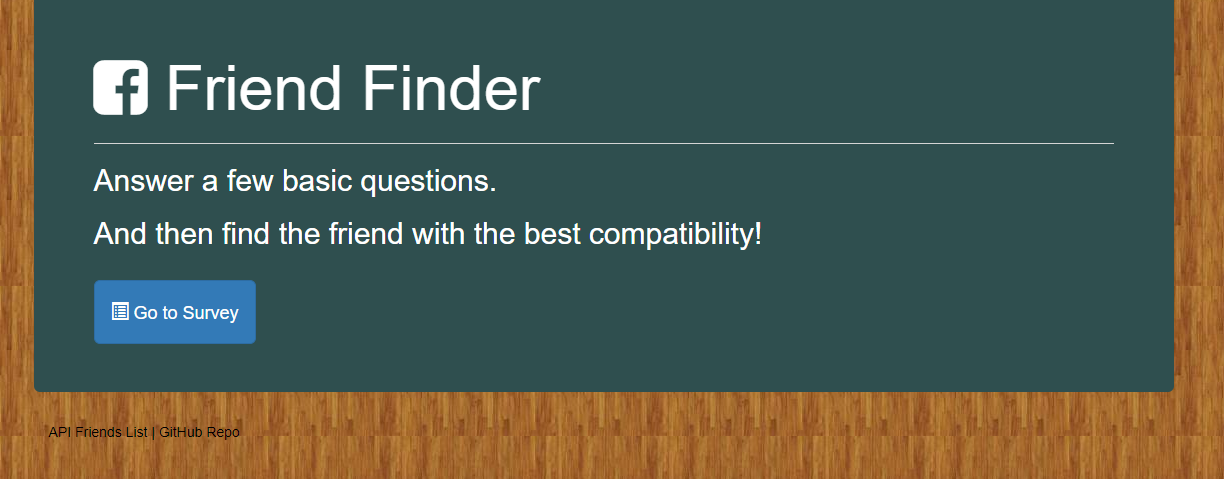 Friend Finder
Answer a few basic questions.
And then find the friend with the best compatibility!
Go to Survey
API Friends List | GitHub Repo